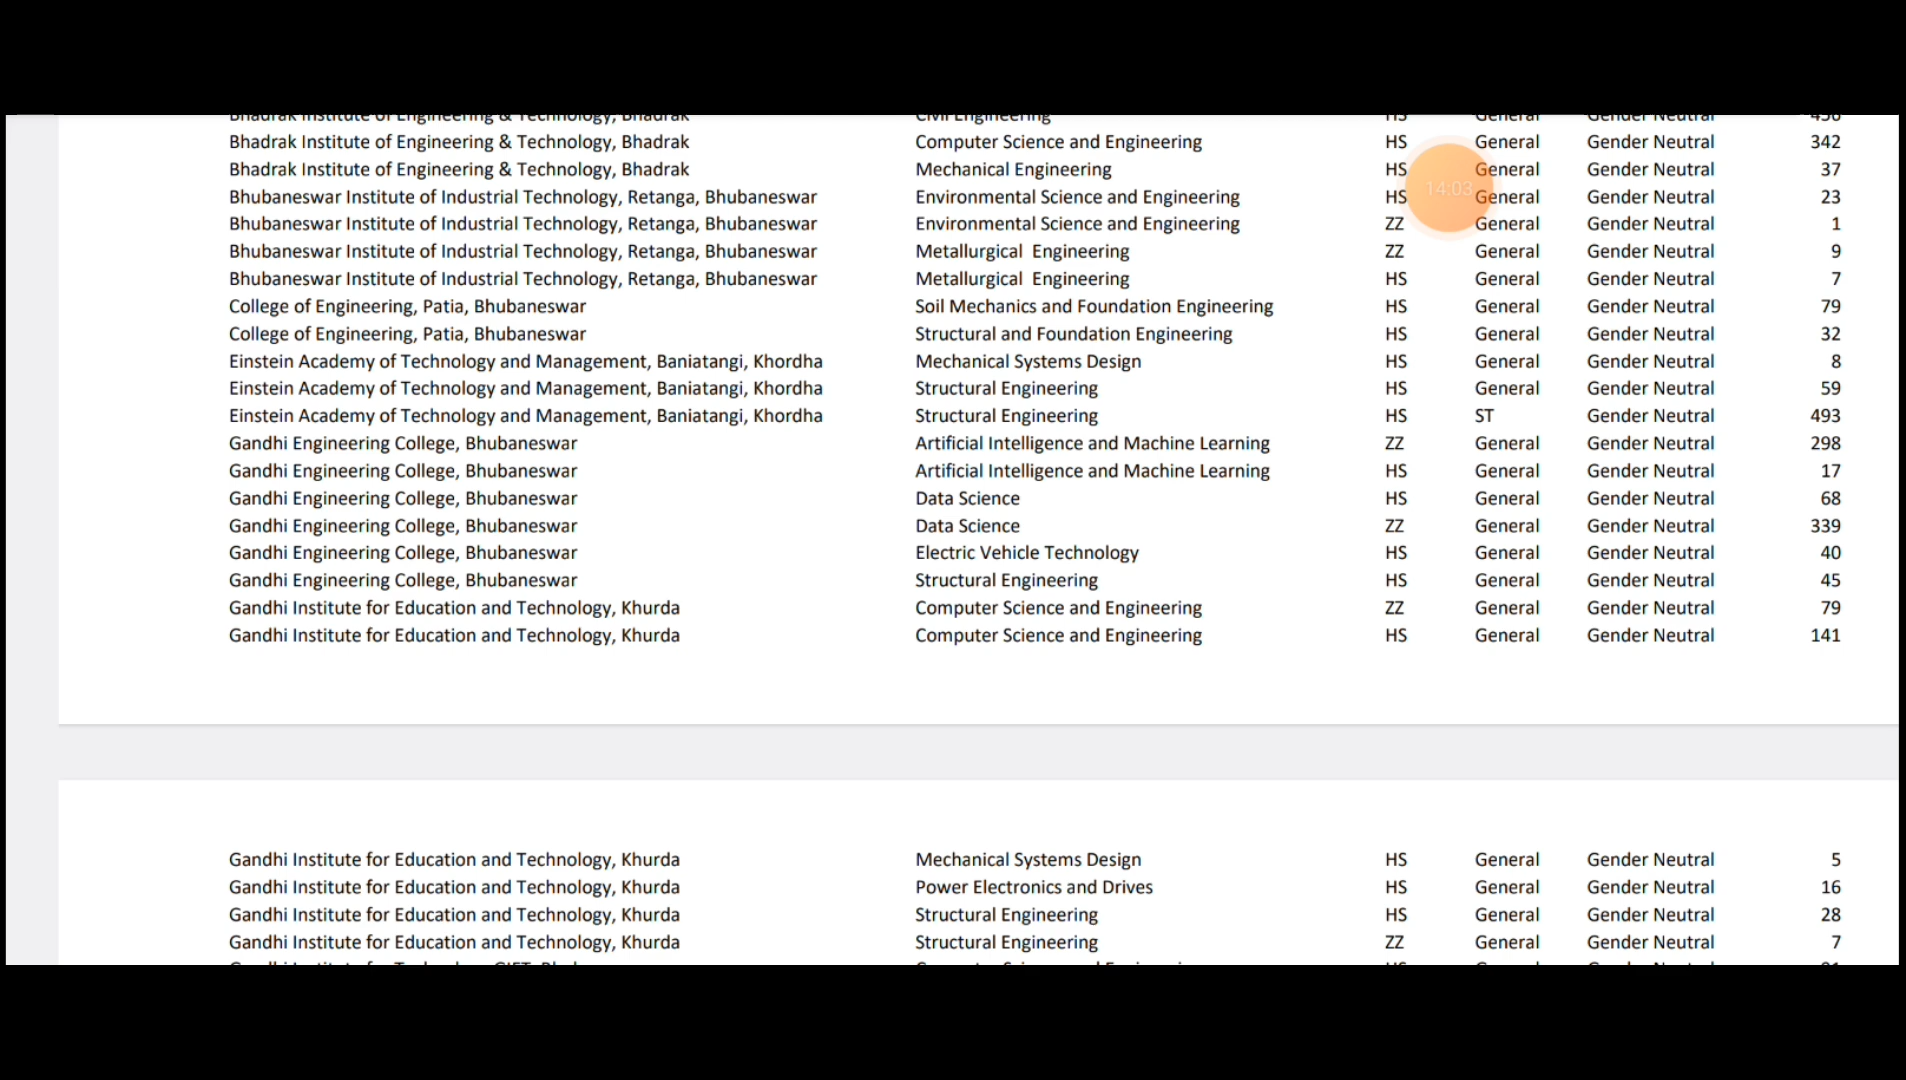 Bhadrak Institute of Engineering & Technology, Bhadrak Civil Engineering HS General Gender Neutral
Bhadrak Institute of Engineering & Technology, Bhadrak Computer Science and Engineering HS General Gender Neutral 342
Bhadrak Institute of Engineering & Technology, Bhadrak Mechanical Engineering HS General Gender Neutral 37
14:03
Bhubaneswar Institute of Industrial Technology, Retanga, Bhubaneswar Environmental Science and Engineering HS General Gender Neutral 23
Bhubaneswar Institute of Industrial Technology, Retanga, Bhubaneswar Environmental Science and Engineering ZZ General Gender Neutral 1
Bhubaneswar Institute of Industrial Technology, Retanga, Bhubaneswar Metallurgical  Engineering ZZ General Gender Neutral 9
Bhubaneswar Institute of Industrial Technology, Retanga, Bhubaneswar Metallurgical  Engineering HS General Gender Neutral 7
College of Engineering, Patia, Bhubaneswar Soil Mechanics and Foundation Engineering HS General Gender Neutral 79
College of Engineering, Patia, Bhubaneswar Structural and Foundation Engineering HS General Gender Neutral 32
Einstein Academy of Technology and Management, Baniatangi, Khordha Mechanical Systems Design HS General Gender Neutral 8
Einstein Academy of Technology and Management, Baniatangi, Khordha Structural Engineering HS General Gender Neutral 59
Einstein Academy of Technology and Management, Baniatangi, Khordha Structural Engineering HS ST Gender Neutral 493
Gandhi Engineering College, Bhubaneswar Artificial Intelligence and Machine Learning ZZ General Gender Neutral 298
Gandhi Engineering College, Bhubaneswar Artificial Intelligence and Machine Learning HS General Gender Neutral 17
Gandhi Engineering College, Bhubaneswar Data Science HS General Gender Neutral 68
Gandhi Engineering College, Bhubaneswar Data Science ZZ General Gender Neutral 339
Gandhi Engineering College, Bhubaneswar Electric Vehicle Technology HS General Gender Neutral 40
Gandhi Engineering College, Bhubaneswar Structural Engineering HS General Gender Neutral 45
Gandhi Institute for Education and Technology, Khurda Computer Science and Engineering ZZ General Gender Neutral 79
Gandhi Institute for Education and Technology, Khurda Computer Science and Engineering HS General Gender Neutral 141
Gandhi Institute for Education and Technology, Khurda Mechanical Systems Design HS General Gender Neutral 5
Gandhi Institute for Education and Technology, Khurda Power Electronics and Drives HS General Gender Neutral 16
Gandhi Institute for Education and Technology, Khurda Structural Engineering HS General Gender Neutral 28
Gandhi Institute for Education and Technology, Khurda Structural Engineering ZZ General Gender Neutral 7